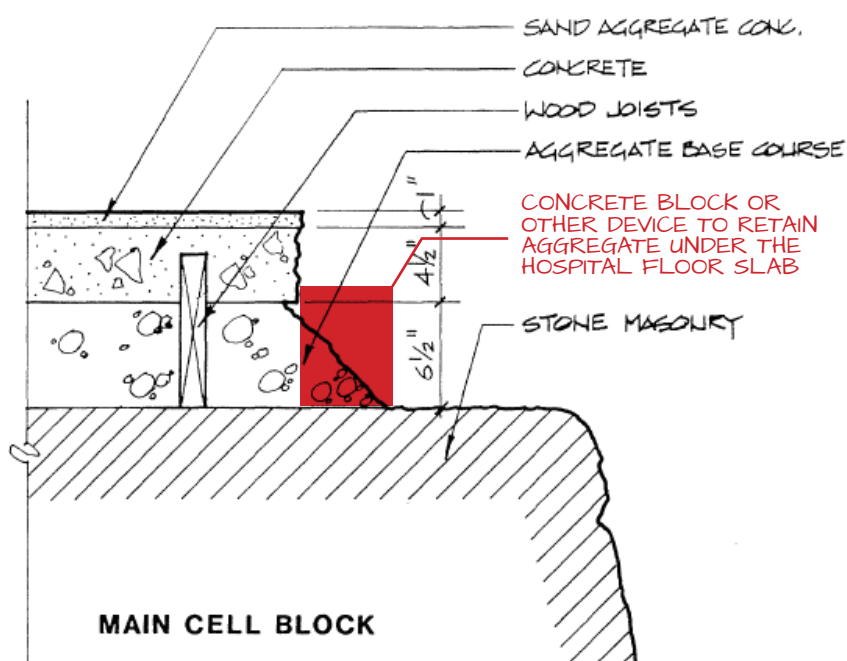 SAND AGGREGATE CONC.
CONCRETE
WOOD JOISTS
AGGREGATE BASE COURSE
1"
CONCRETE BLOCK OR
OTHER DEVICE TO RETAIN
AGGREGATE UNDER THE
HOSPITAL FLOOR SLAB
4½"
STONE MASONRY
6½"
MAIN CELL BLOCK